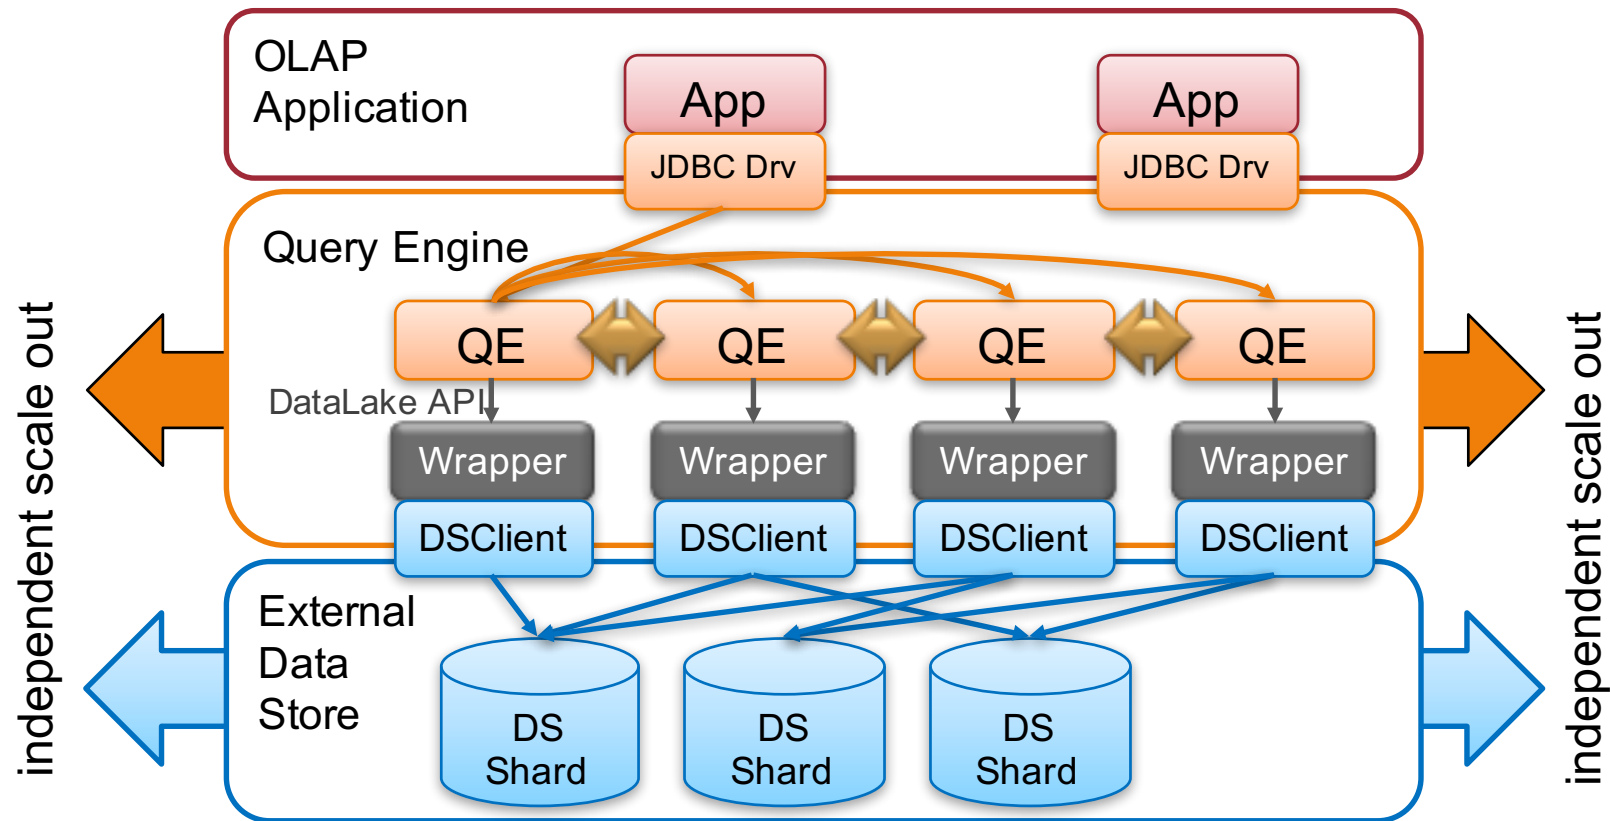 OLAP
Application
App
App
JDBC Drv
JDBC Drv
Query Engine
QE
QE
QE
QE
DataLake API
Wrapper
Wrapper
Wrapper
Wrapper
DSClient
DSClient
DSClient
DSClient
External
Data
Store
DS
Shard
DS
Shard
DS
Shard
independent scale out
independent scale out